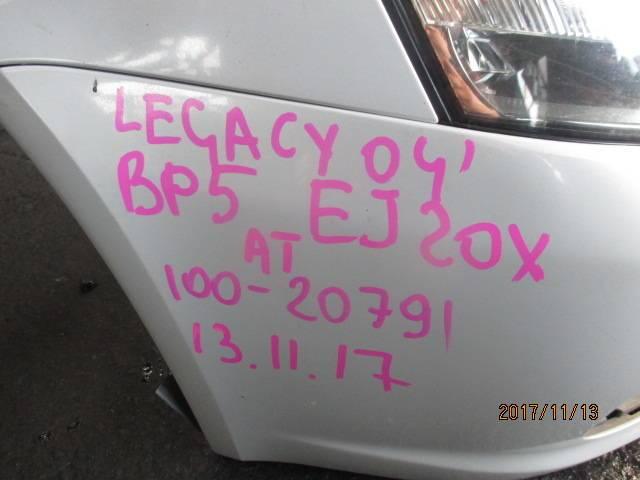 LEGACY 04'
BP5 EJ20X
AT
100-20791
13.11.17
2017/11/13